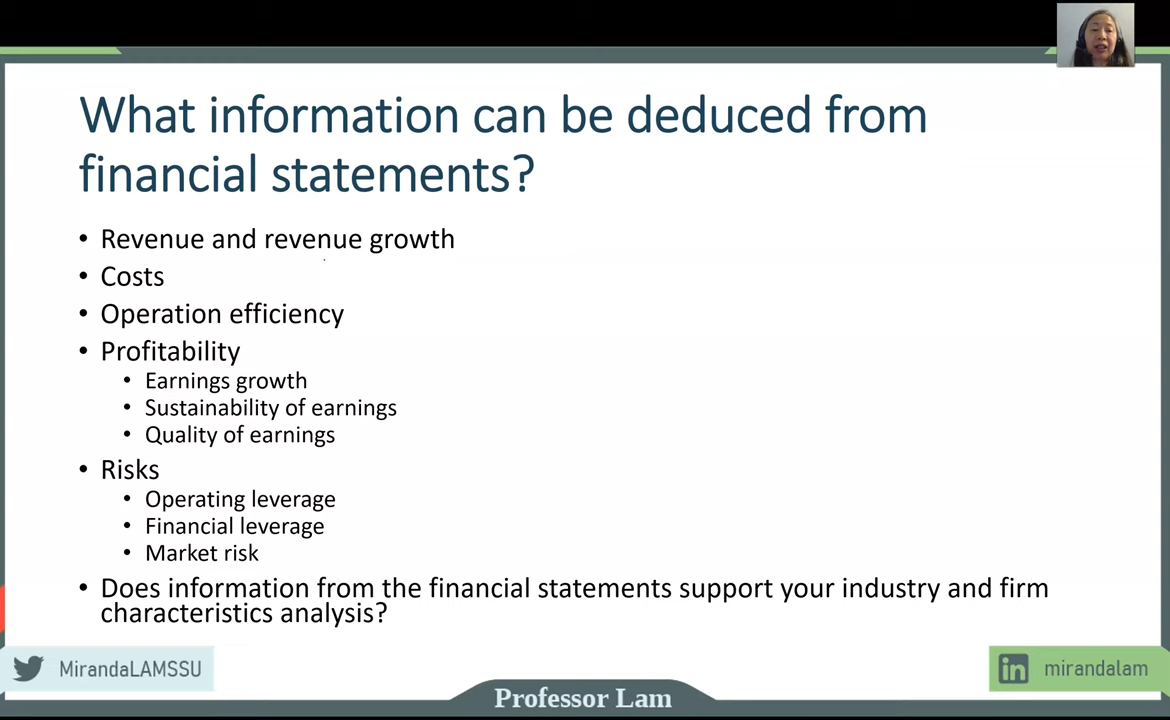 What information can be deduced from
financial statements?
• Revenue and revenue growth
• Costs
• Operation efficiency
• Profitability
• Earnings growth
• Sustainability of earnings
• Quality of earnings
• Risks
• Operating leverage
• Financial leverage
• Market risk
• Does information from the financial statements support your industry and firm
characteristics analysis?
MirandaLAMSSU
in mirandalam
Professor Lam